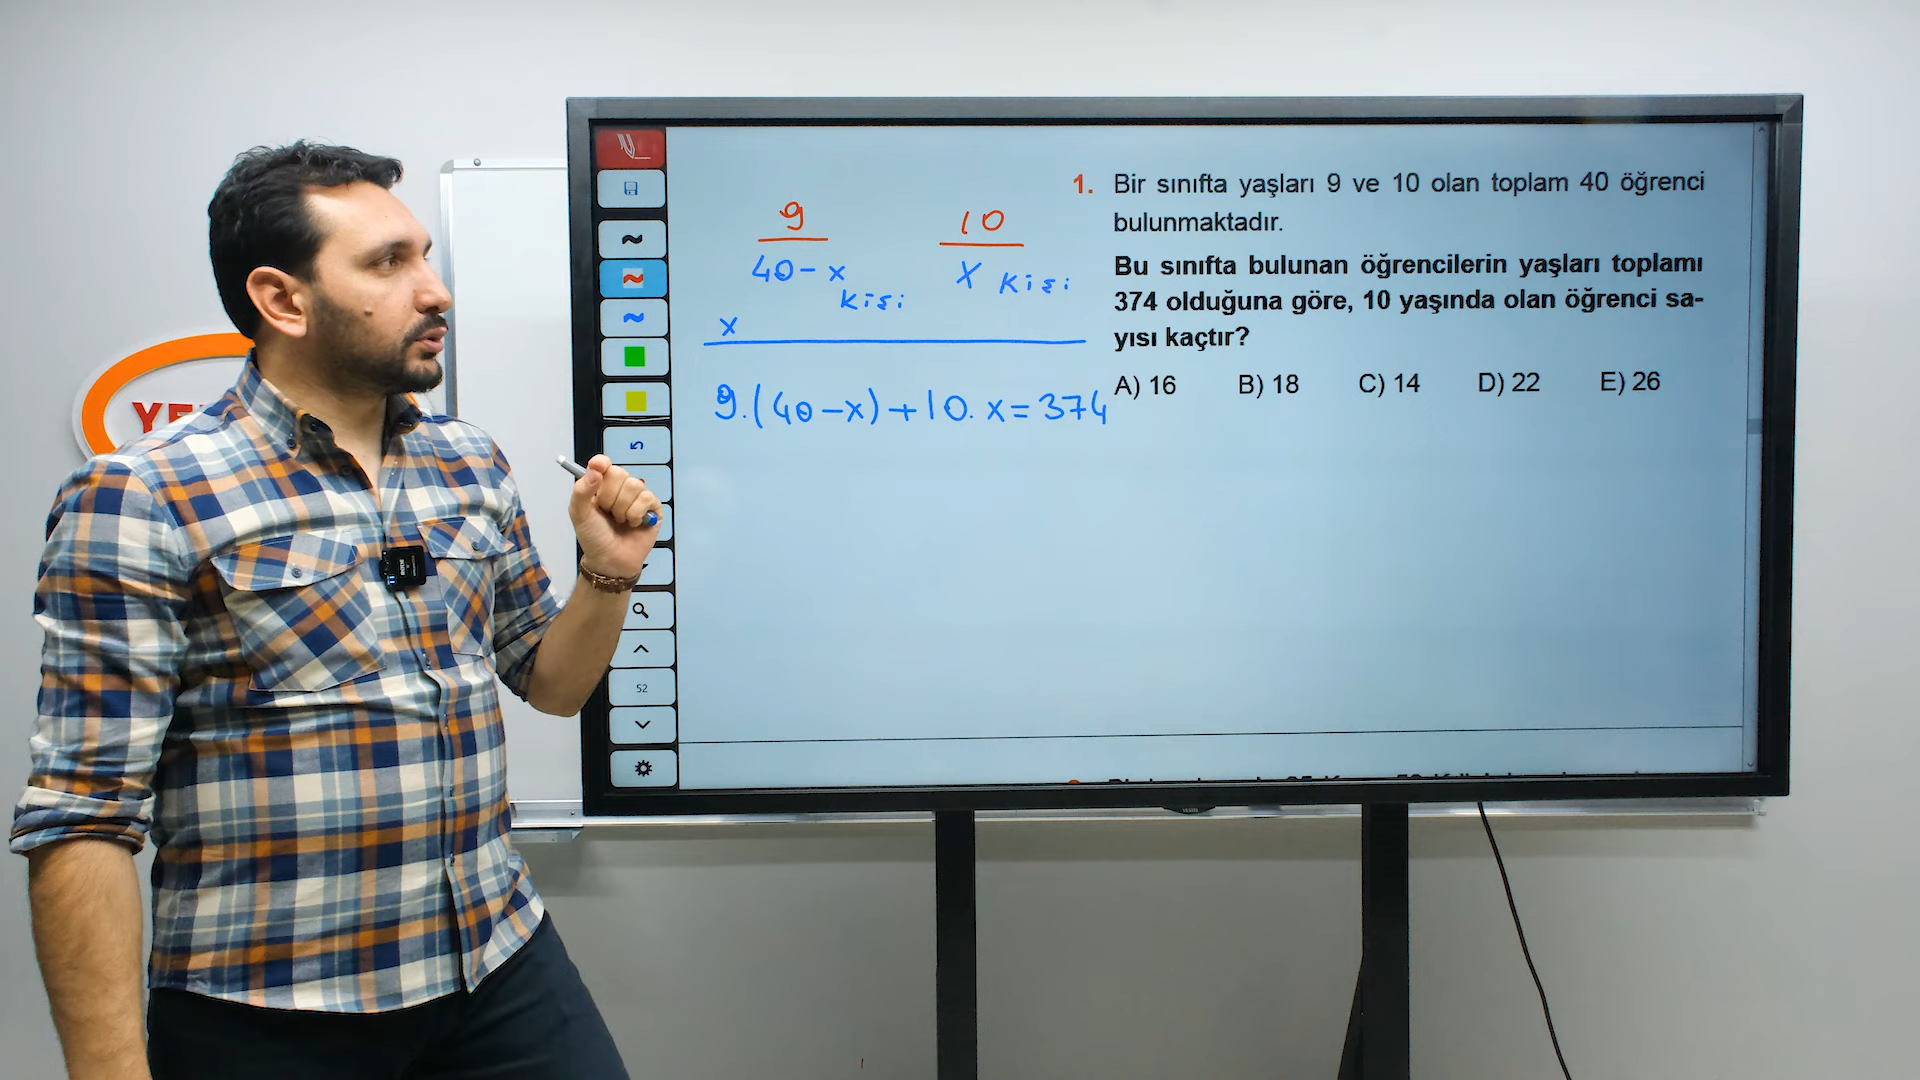 1. Bir sınıfta yaşları 9 ve 10 olan toplam 40 öğrenci
bulunmaktadır.
Bu sınıfta bulunan öğrencilerin yaşları toplamı
374 olduğuna göre, 10 yaşında olan öğrenci sa-
yısı kaçtır?
A) 16 B) 18 C) 14 D) 22 E) 26
9 10
40-x x kişi
kişi
x
9.(40-x)+10.x=374
52